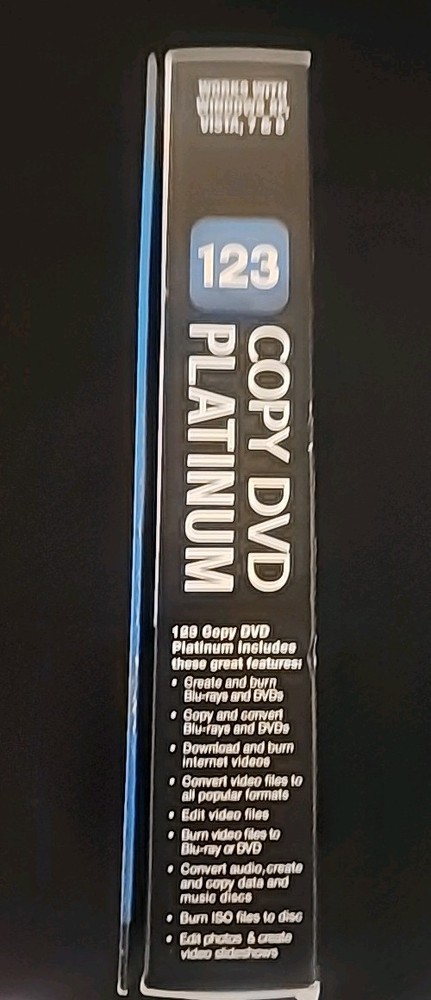 WORKS WITH
WINDOWS XP,
VISTA, 7 & 8
123
COPY DVD
PLATINUM
123 Copy DVD
Platinum includes
these great features:
• Create and burn
Blu-rays and DVDs
• Copy and convert
Blu-rays and DVDs
• Download and burn
internet videos
• Convert video files to
all popular formats
• Edit video files
• Burn video files to
Blu-ray or DVD
• Convert audio, create
and copy data and
music discs
• Burn ISO files to disc
• Edit photos & create
video slideshows